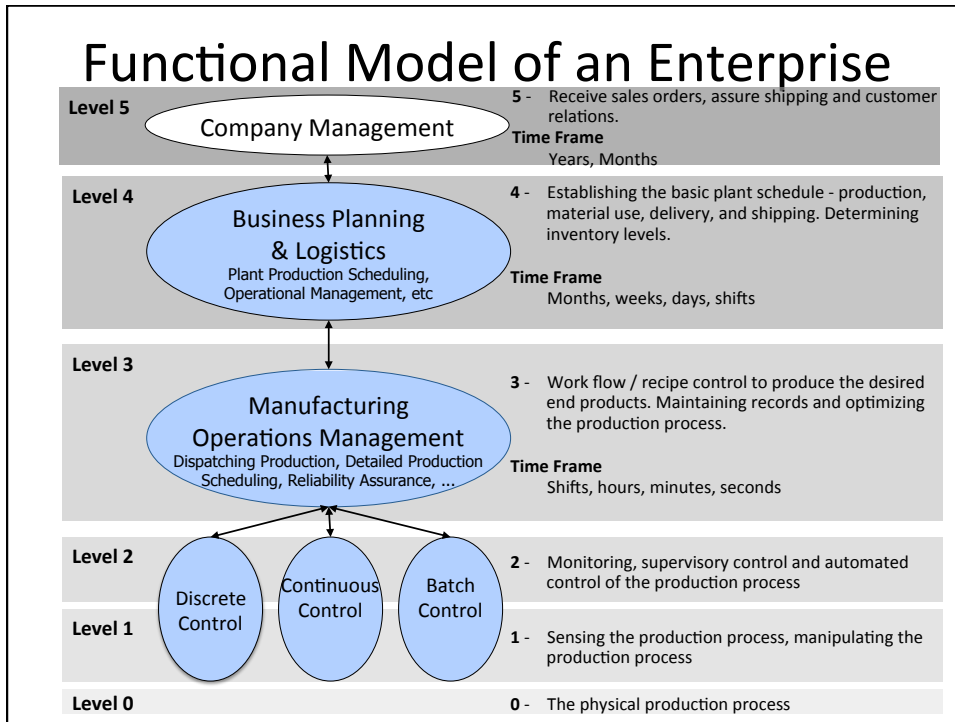 Functional Model of an Enterprise
Level 5
Company Management
5 - Receive sales orders, assure shipping and customer
relations.
Time Frame
Years, Months
Level 4
Business Planning
& Logistics
Plant Production Scheduling,
Operational Management, etc
4 - Establishing the basic plant schedule - production,
material use, delivery, and shipping. Determining
inventory levels.
Time Frame
Months, weeks, days, shifts
Level 3
Manufacturing
Operations Management
Dispatching Production, Detailed Production
Scheduling, Reliability Assurance, ...
3 - Work flow / recipe control to produce the desired
end products. Maintaining records and optimizing
the production process.
Time Frame
Shifts, hours, minutes, seconds
Level 2
Discrete
Control
Continuous
Control
Batch
Control
2 - Monitoring, supervisory control and automated
control of the production process
Level 1
1 - Sensing the production process, manipulating the
production process
Level 0
0 - The physical production process